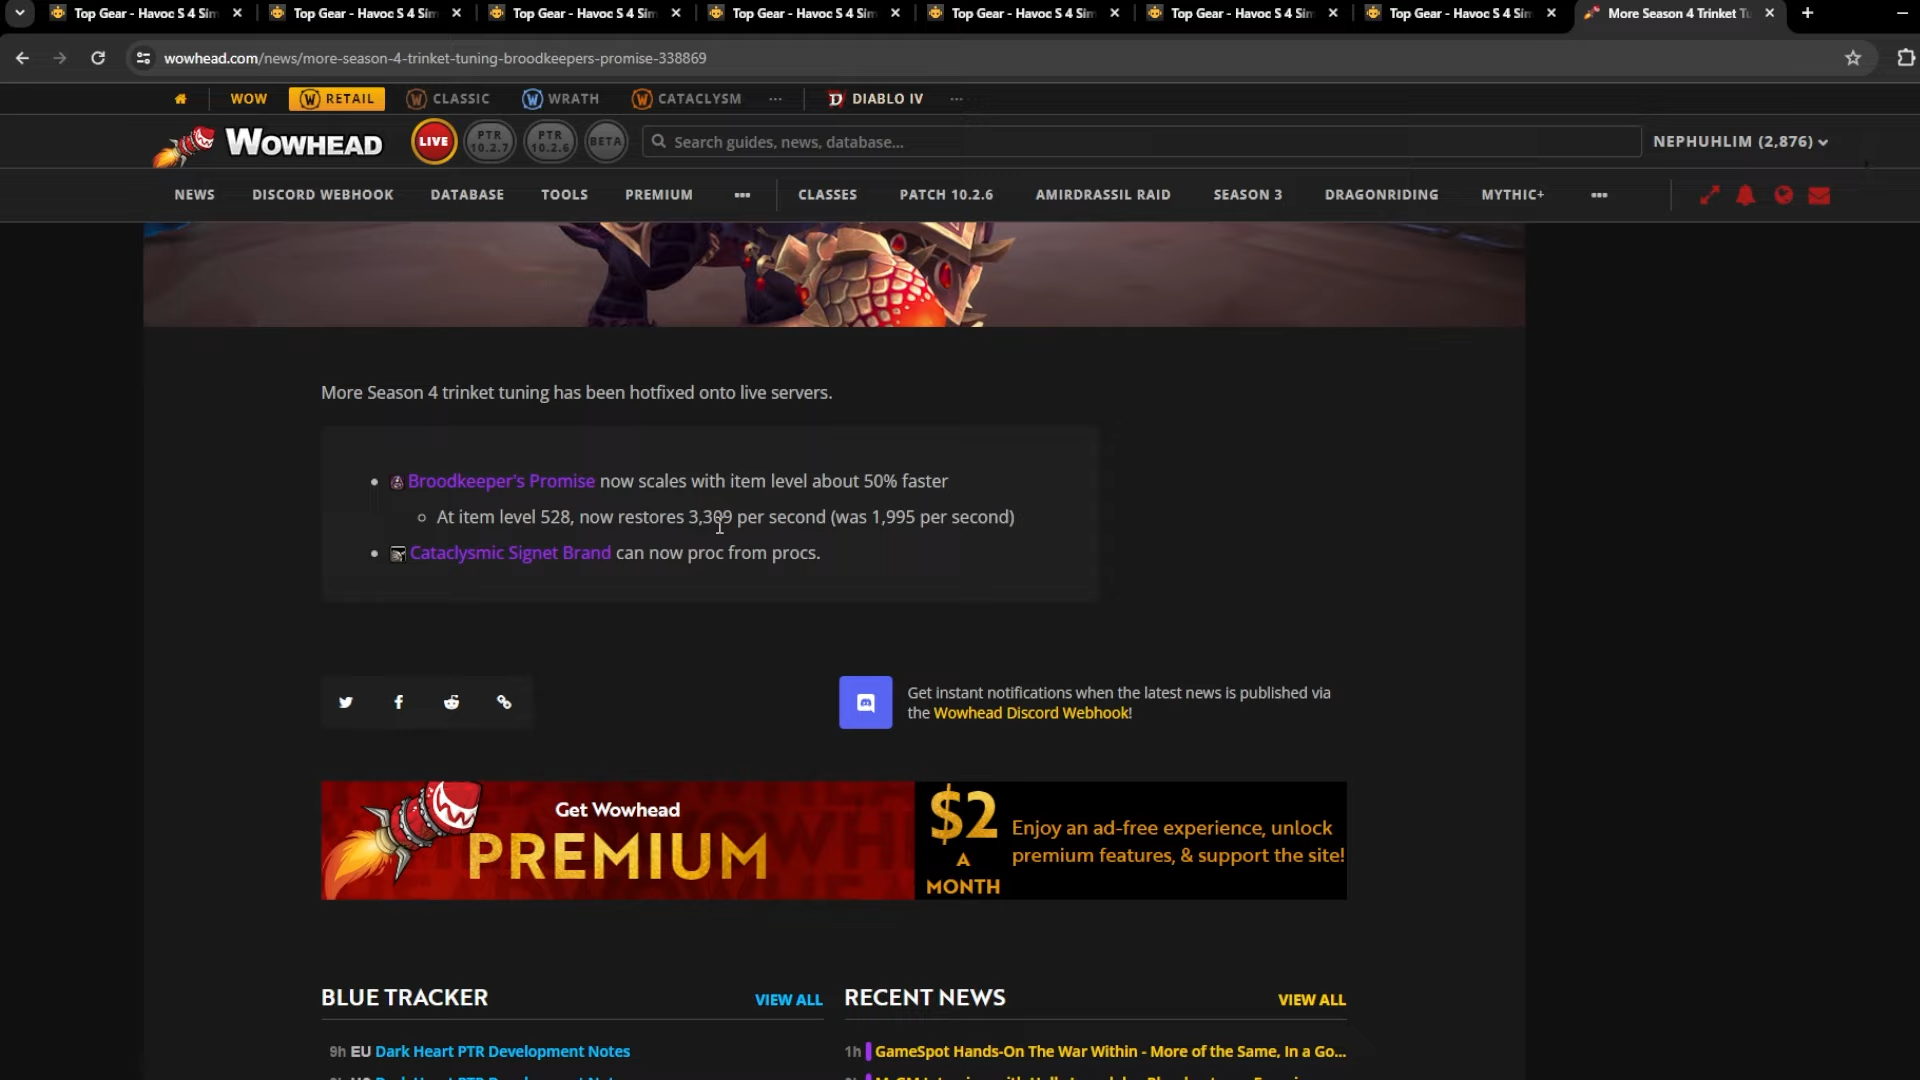 Top Gear - Havoc S 4 Sim
Top Gear - Havoc S 4 Sim
Top Gear - Havoc S 4 Sim
Top Gear - Havoc S 4 Sim
Top Gear - Havoc S 4 Sim
Top Gear - Havoc S 4 Sim
Top Gear - Havoc S 4 Sim
More Season 4 Trinket Tu
wowhead.com/news/more-season-4-trinket-tuning-broodkeepers-promise-338869
WOW
RETAIL
CLASSIC
WRATH
CATACLYSM
DIABLO IV
WOWHEAD
LIVE
PTR 10.2.7
PTR 10.2.6
BETA
Search guides, news, database...
NEPHUHLIM (2,876)
NEWS
DISCORD WEBHOOK
DATABASE
TOOLS
PREMIUM
CLASSES
PATCH 10.2.6
AMIRDRASSIL RAID
SEASON 3
DRAGONRIDING
MYTHIC+
More Season 4 trinket tuning has been hotfixed onto live servers.
Broodkeeper's Promise now scales with item level about 50% faster
At item level 528, now restores 3,309 per second (was 1,995 per second)
Cataclysmic Signet Brand can now proc from procs.
Get instant notifications when the latest news is published via
the Wowhead Discord Webhook!
Get Wowhead
PREMIUM
$2
A
MONTH
Enjoy an ad-free experience, unlock
premium features, & support the site!
BLUE TRACKER
VIEW ALL
RECENT NEWS
VIEW ALL
9h EU Dark Heart PTR Development Notes
1h GameSpot Hands-On The War Within - More of the Same, In a Go...